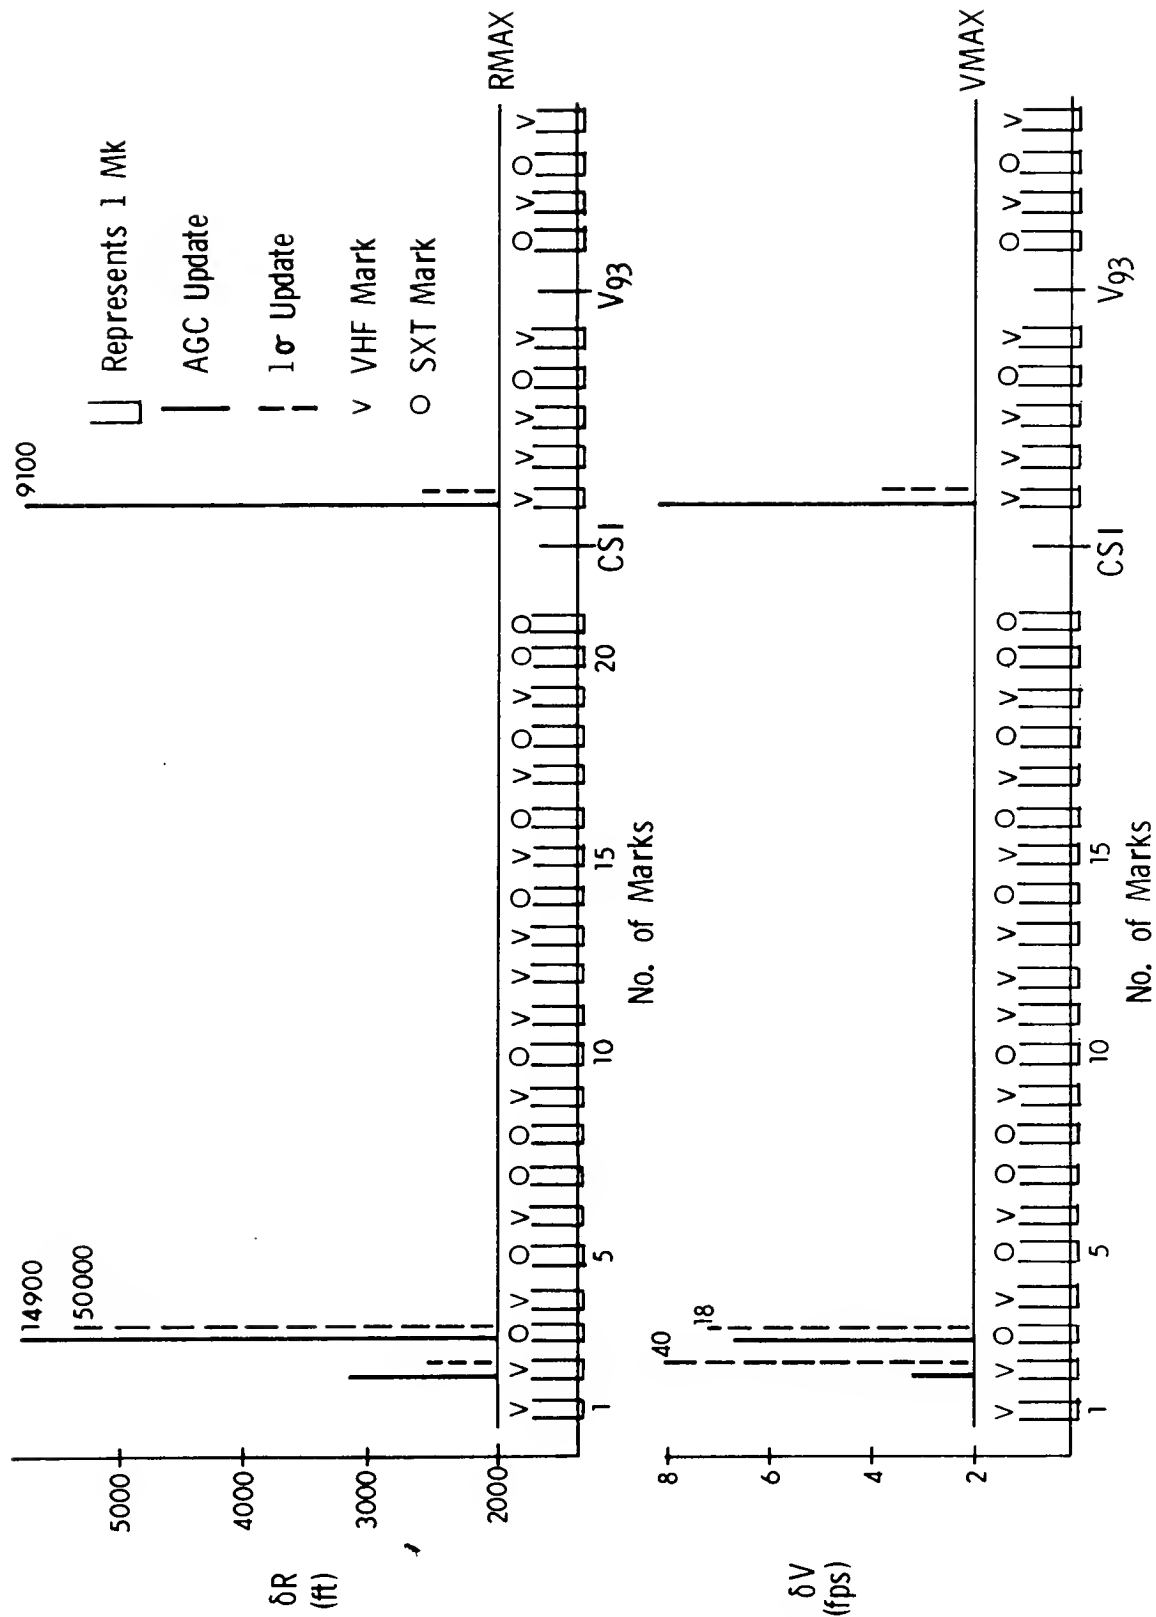 14900
50000
9100
Represents 1 Mk
AGC Update
1σ Update
V VHF Mark
O SXT Mark
δR
(ft)
5000
4000
3000
2000
RMAX
V V O V O V O O V O V V V O V O V O V O O V V V O V O V O V
1 5 10 15 20 CSI V93
No. of Marks
40
18
δV
(fps)
8
6
4
2
VMAX
V V O V O V O O V O V V V O V O V O V O O V V V O V O V O V
1 5 10 15 CSI V93
No. of Marks